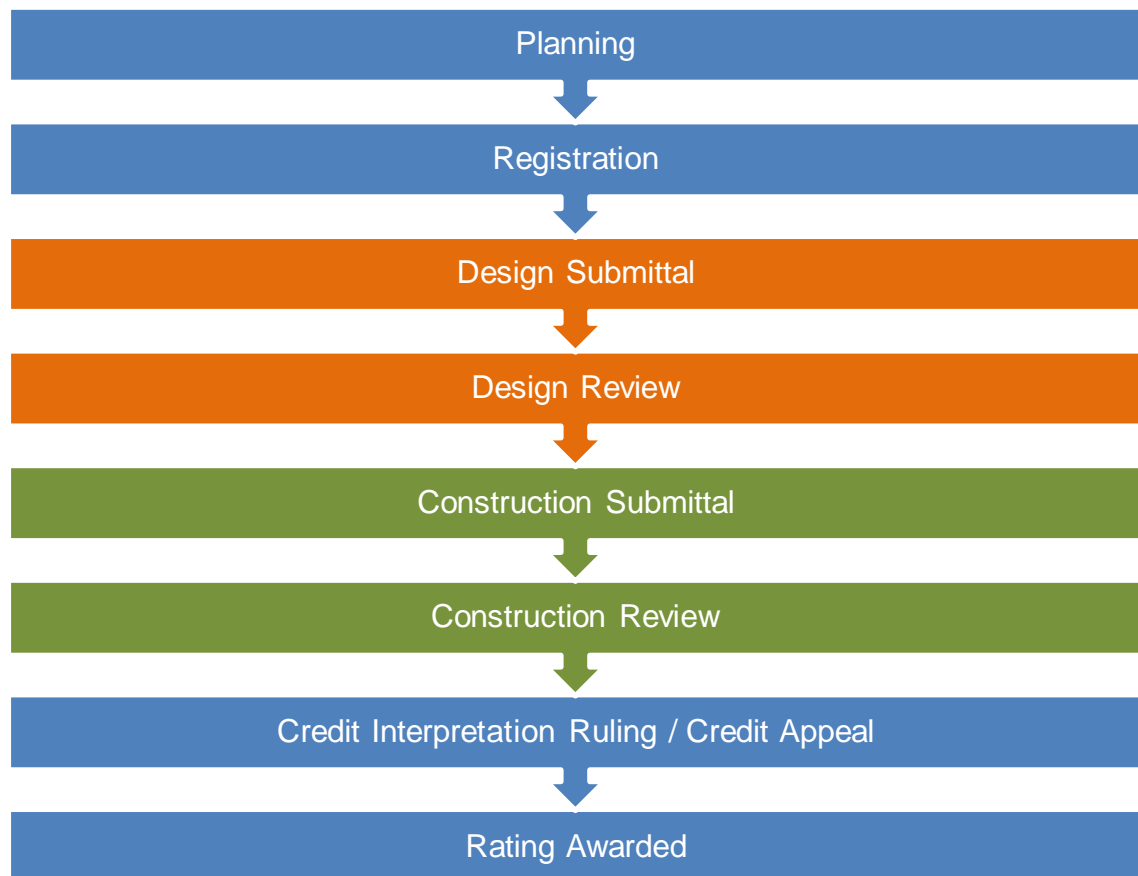 Planning
Registration
Design Submittal
Design Review
Construction Submittal
Construction Review
Credit Interpretation Ruling / Credit Appeal
Rating Awarded